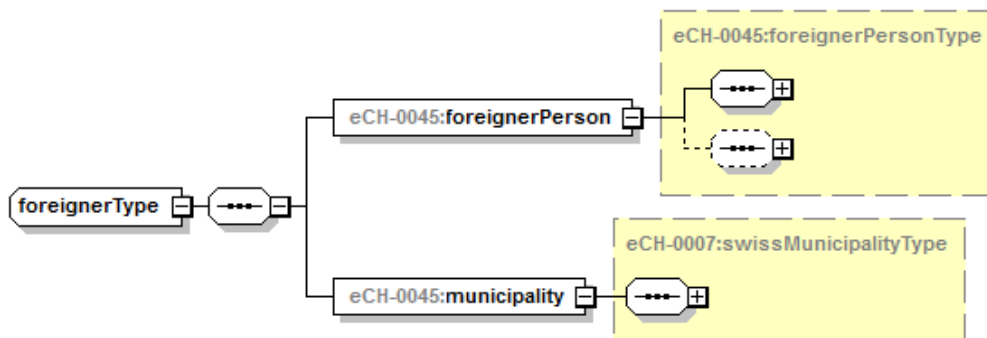 eCH-0045:foreignerPersonType
eCH-0045:foreignerPerson
foreignerType
eCH-0007:swissMunicipalityType
eCH-0045:municipality